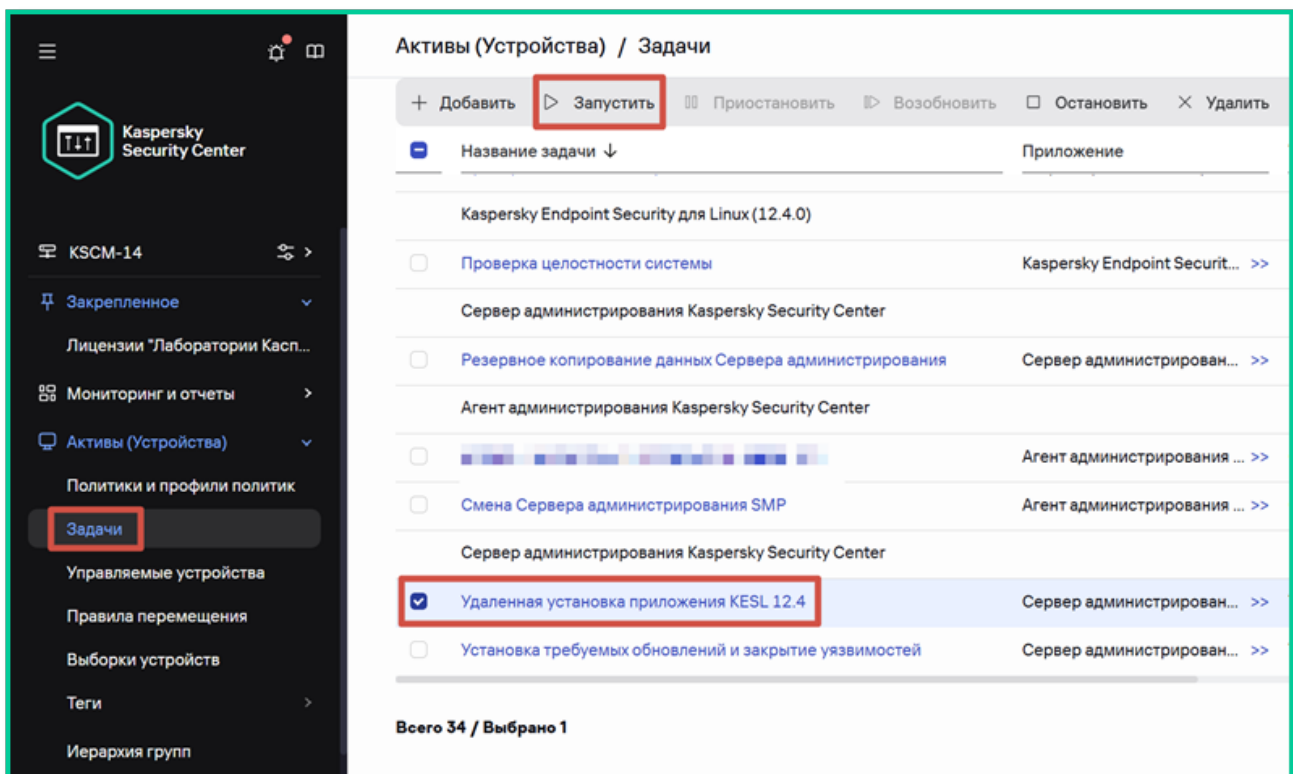 Kaspersky
Security Center
KSCM-14
Закрепленное
Лицензии "Лаборатории Касп...
Мониторинг и отчеты
Активы (Устройства)
Политики и профили политик
Задачи
Управляемые устройства
Правила перемещения
Выборки устройств
Теги
Иерархия групп
Активы (Устройства) / Задачи
Добавить Запустить Приостановить Возобновить Остановить Удалить
Название задачи Приложение
Kaspersky Endpoint Security для Linux (12.4.0)
Проверка целостности системы Kaspersky Endpoint Securit... >>
Сервер администрирования Kaspersky Security Center
Резервное копирование данных Сервера администрирования Сервер администрирован... >>
Агент администрирования Kaspersky Security Center
Агент администрирования ... >>
Смена Сервера администрирования SMP Агент администрирования ... >>
Сервер администрирования Kaspersky Security Center
Удаленная установка приложения KESL 12.4 Сервер администрирован... >>
Установка требуемых обновлений и закрытие уязвимостей Сервер администрирован... >>
Всего 34 / Выбрано 1